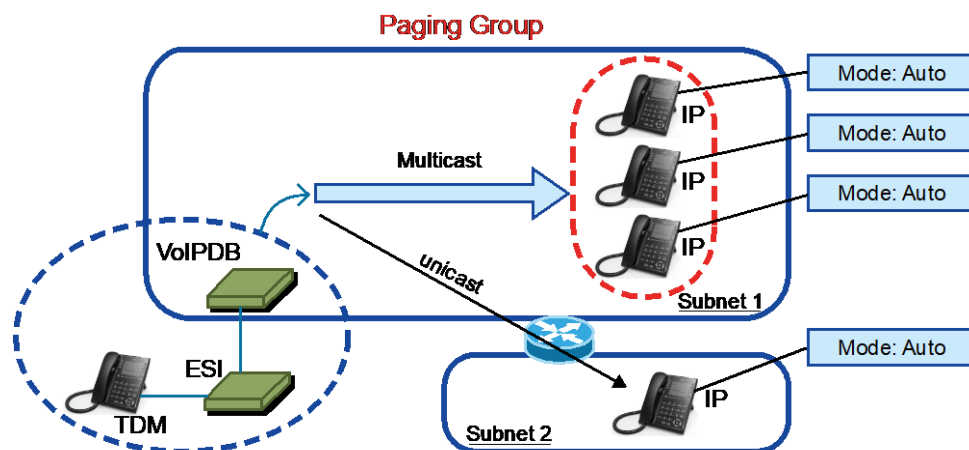 Paging Group
Mode: Auto
IP
Mode: Auto
Multicast
IP
Mode: Auto
IP
VoIPDB
unicast
Subnet 1
Mode: Auto
ESI
IP
TDM
Subnet 2